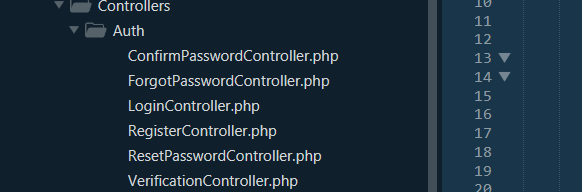 Controllers
Auth
ConfirmPasswordController.php
ForgotPasswordController.php
LoginController.php
RegisterController.php
ResetPasswordController.php
VerificationController.php
10
11
12
13
14
15
16
17
18
19
20